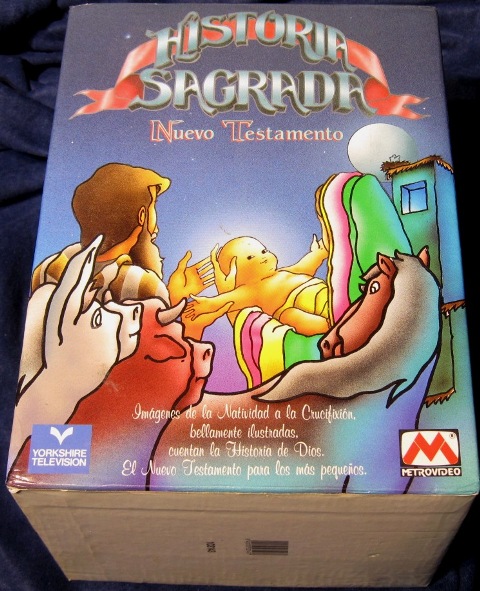 HISTORIA
SAGRADA
Nuevo Testamento
Imágenes de la Natividad a la Crucifixión,
bellamente ilustradas,
cuentan la Historia de Dios.
El Nuevo Testamento para los más pequeños.
YORKSHIRE
TELEVISION
METROVIDEO